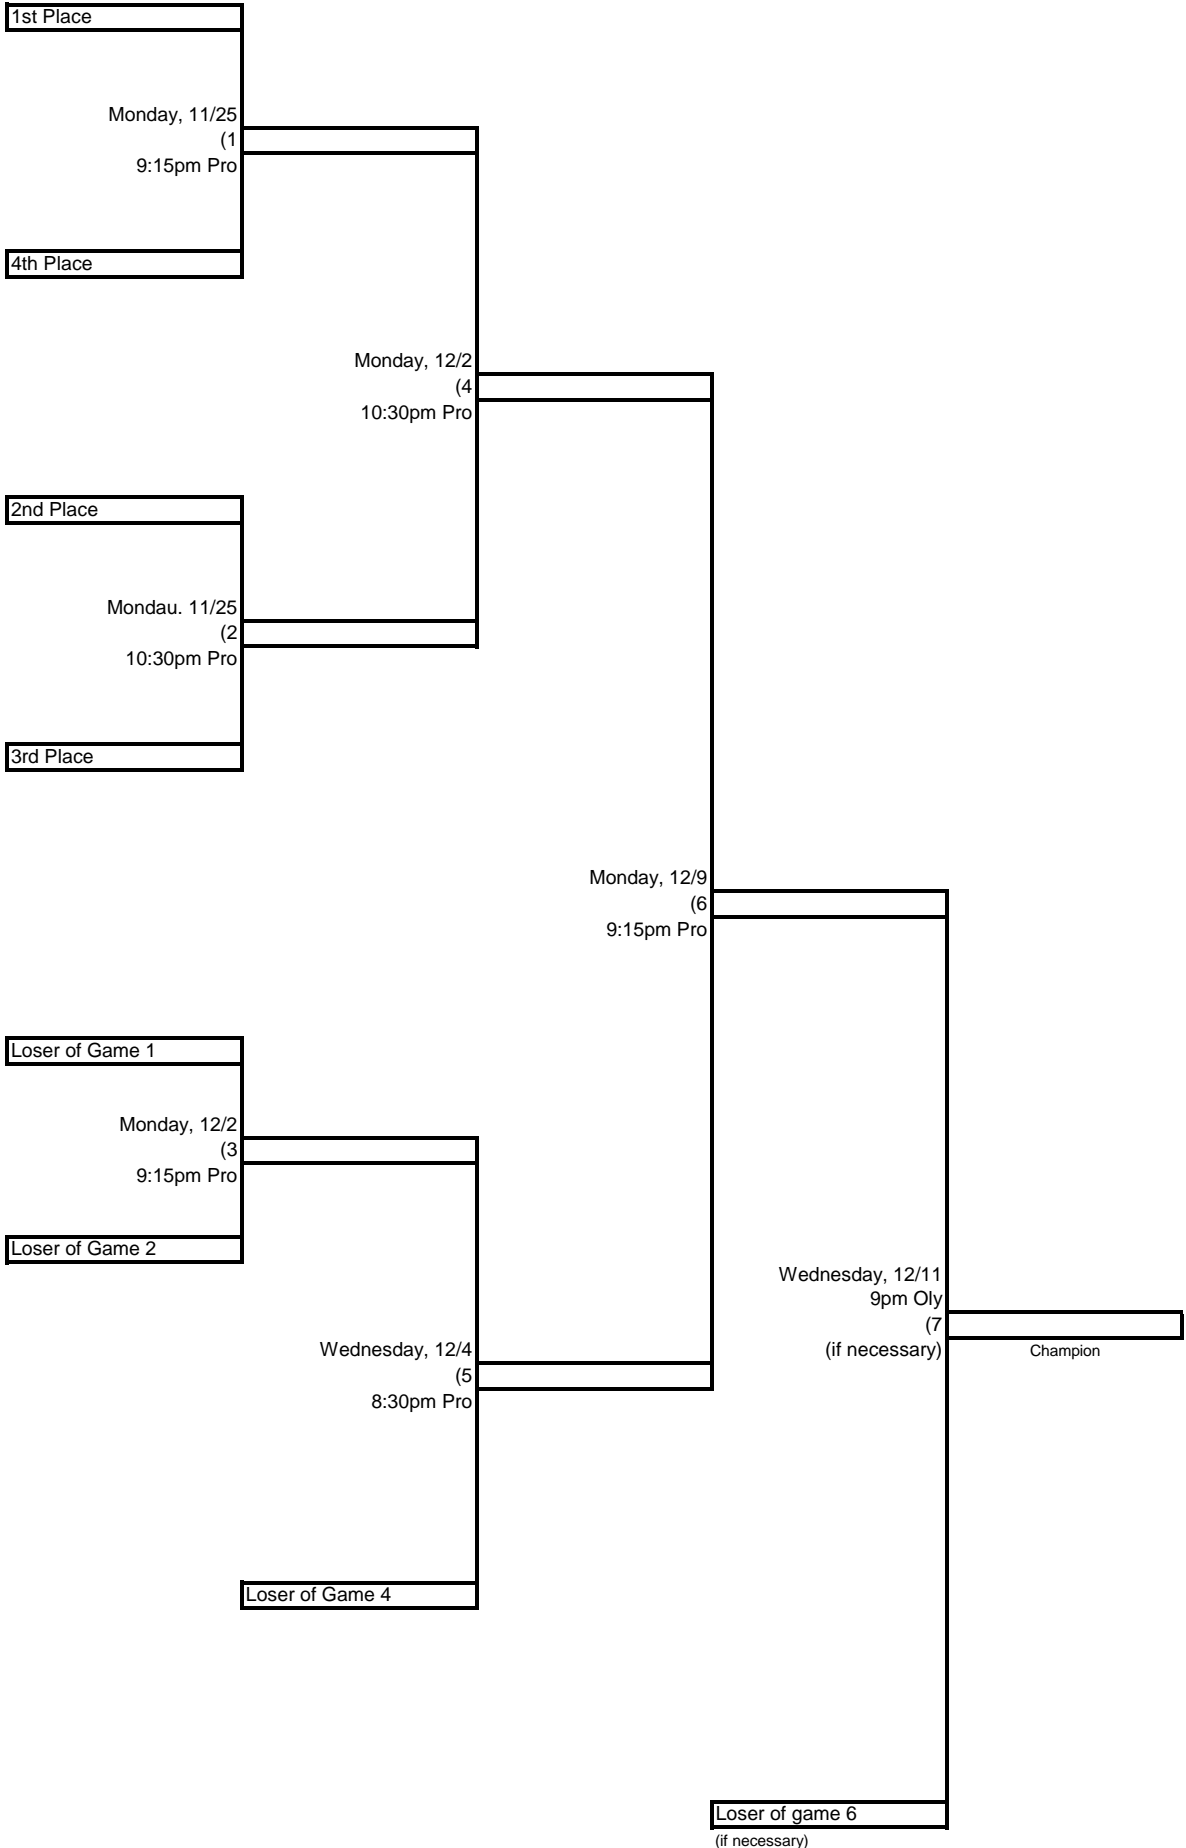 1st Place
Monday, 11/25
(1
9:15pm Pro
4th Place
Monday, 12/2
(4
10:30pm Pro
2nd Place
Mondau. 11/25
(2
10:30pm Pro
3rd Place
Monday, 12/9
(6
9:15pm Pro
Loser of Game 1
Monday, 12/2
(3
9:15pm Pro
Loser of Game 2
Wednesday, 12/11
9pm Oly
(7
(if necessary)
Champion
Wednesday, 12/4
(5
8:30pm Pro
Loser of Game 4
Loser of game 6
(if necessary)